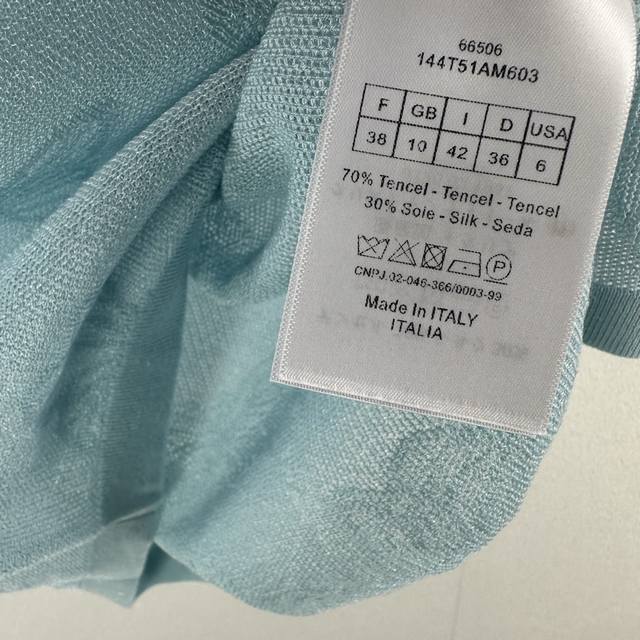 66506
144T51AM603
F GB I D USA
38 10 42 36 6
70% Tencel - Tencel - Tencel
30% Soie - Silk - Seda
P
CNPJ.02-046-366/0003-99
Made in ITALY
ITALIA